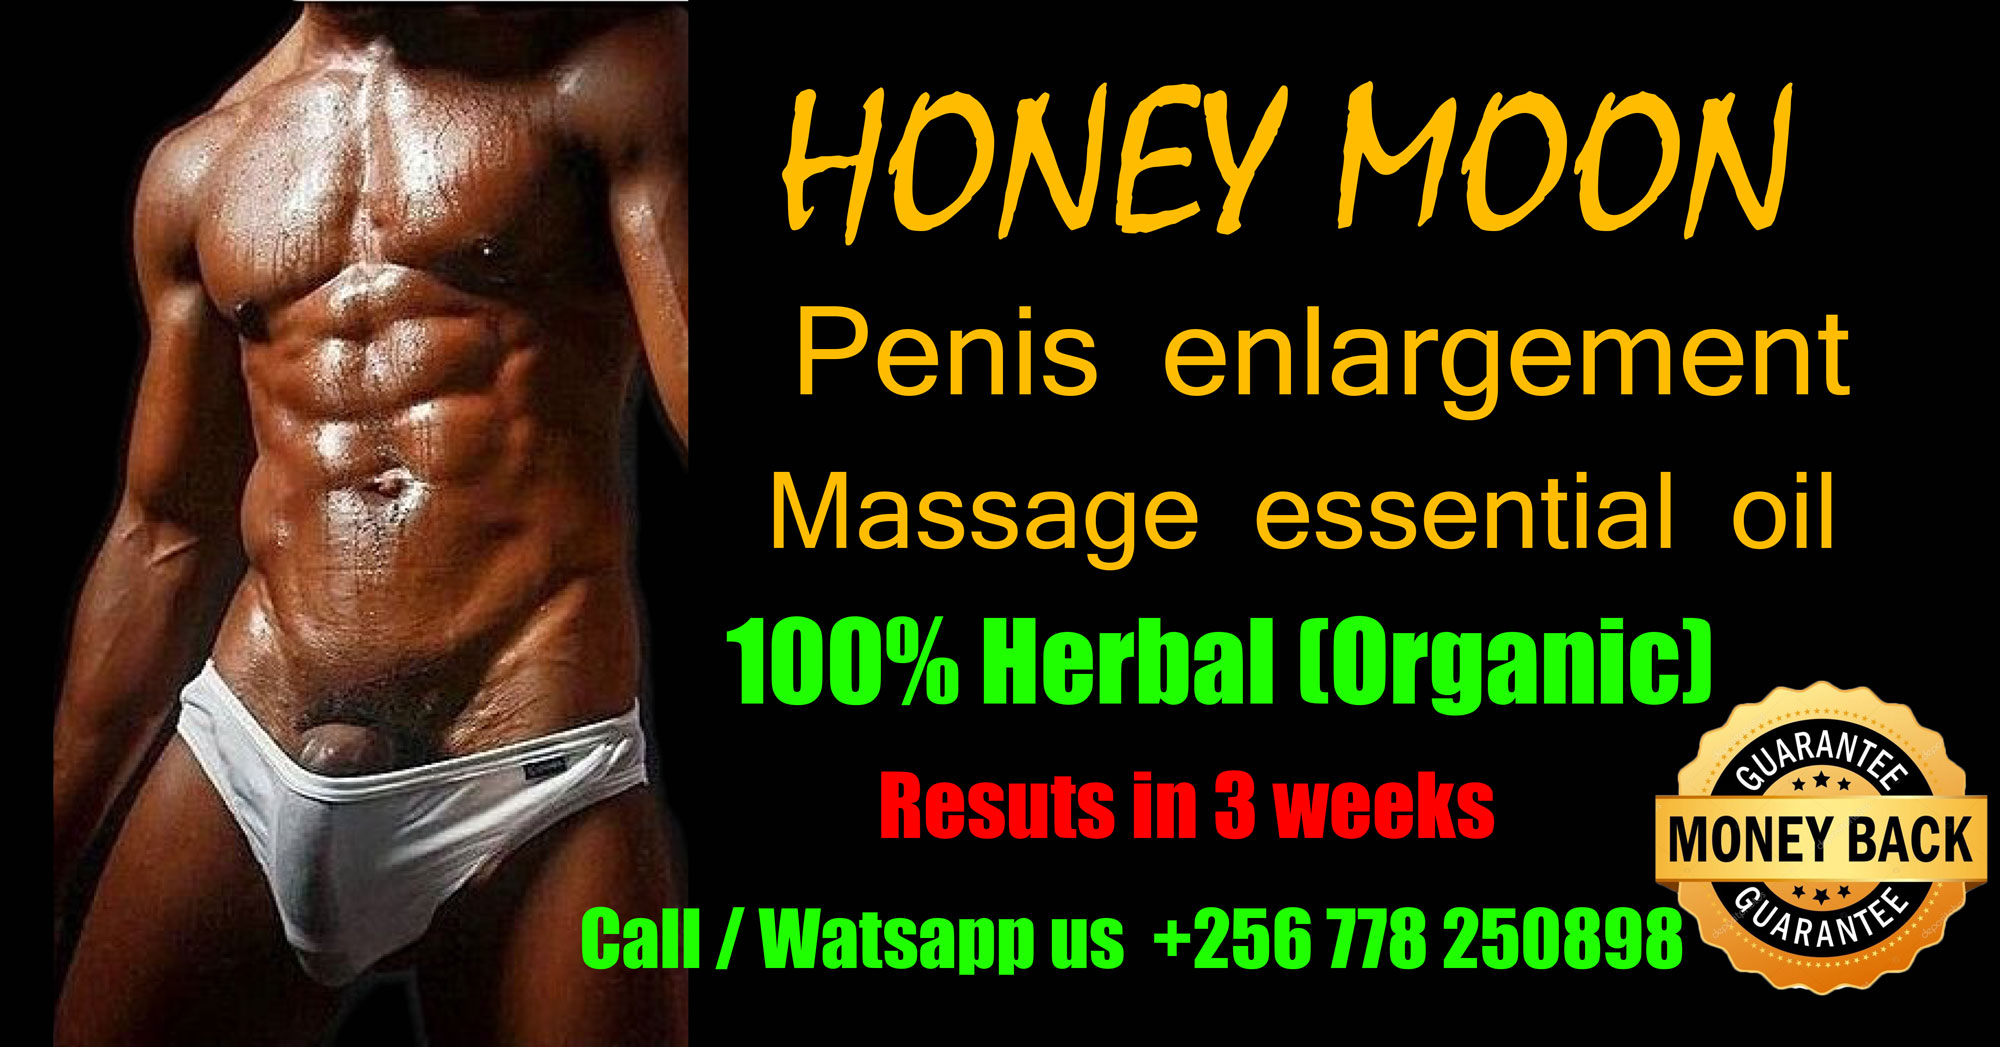 HONEY MOON
Penis enlargement
Massage essential oil
100% Herbal (Organic)
Resuts in 3 weeks
Call / Watsapp us +256 778 250898
GUARANTEE
MONEY BACK
GUARANTEE